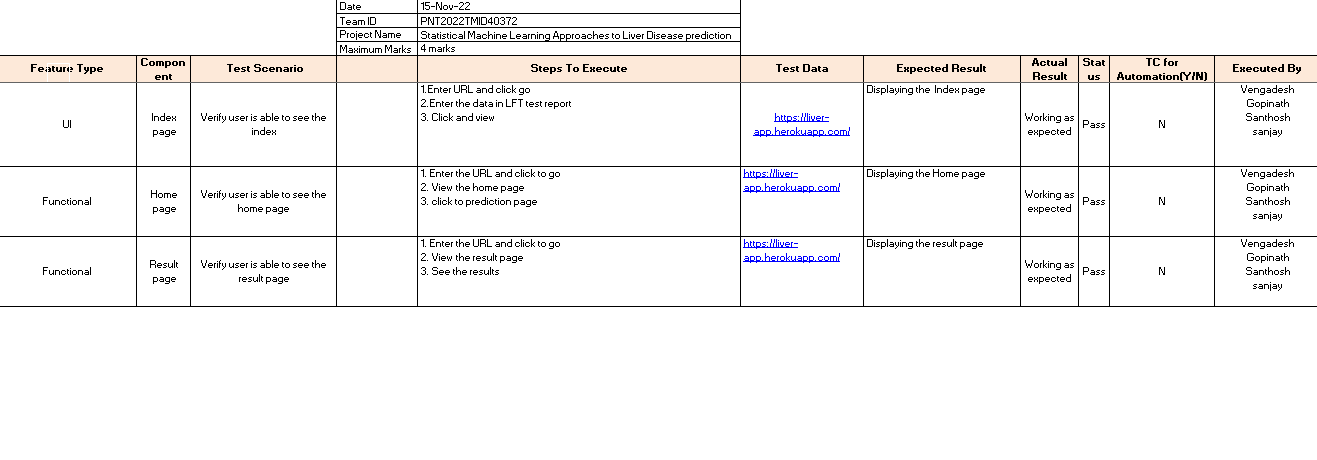 Date 15-Nov-22
Team ID PNT2022TMID40372
Project Name Statistical Machine Learning Approaches to Liver Disease prediction
Maximum Marks 4 marks
Feature Type
Compon
ent
Test Scenario
Steps To Execute
Test Data
Expected Result
Actual
Result
Stat
us
TC for
Automation(Y/N)
Executed By
UI
Index
page
Verify user is able to see the
index
1.Enter URL and click go
2.Enter the data in LFT test report
3. Click and view
https://liver-
app.herokuapp.com/
Displaying the Index page
Working as
expected
Pass
N
Vengadesh
Gopinath
Santhosh
sanjay
Functional
Home
page
Verify user is able to see the
home page
1. Enter the URL and click to go
2. View the home page
3. click to prediction page
https://liver-
app.herokuapp.com/
Displaying the Home page
Working as
expected
Pass
N
Vengadesh
Gopinath
Santhosh
sanjay
Functional
Result
page
Verify user is able to see the
result page
1. Enter the URL and click to go
2. View the result page
3. See the results
https://liver-
app.herokuapp.com/
Displaying the result page
Working as
expected
Pass
N
Vengadesh
Gopinath
Santhosh
sanjay